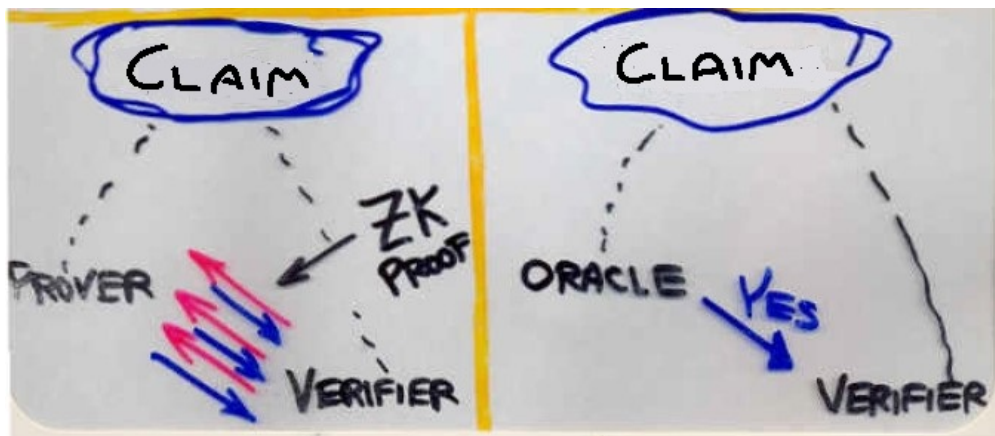 CLAIM
ZK
PROOF
PROVER
VERIFIER
CLAIM
ORACLE
YES
VERIFIER